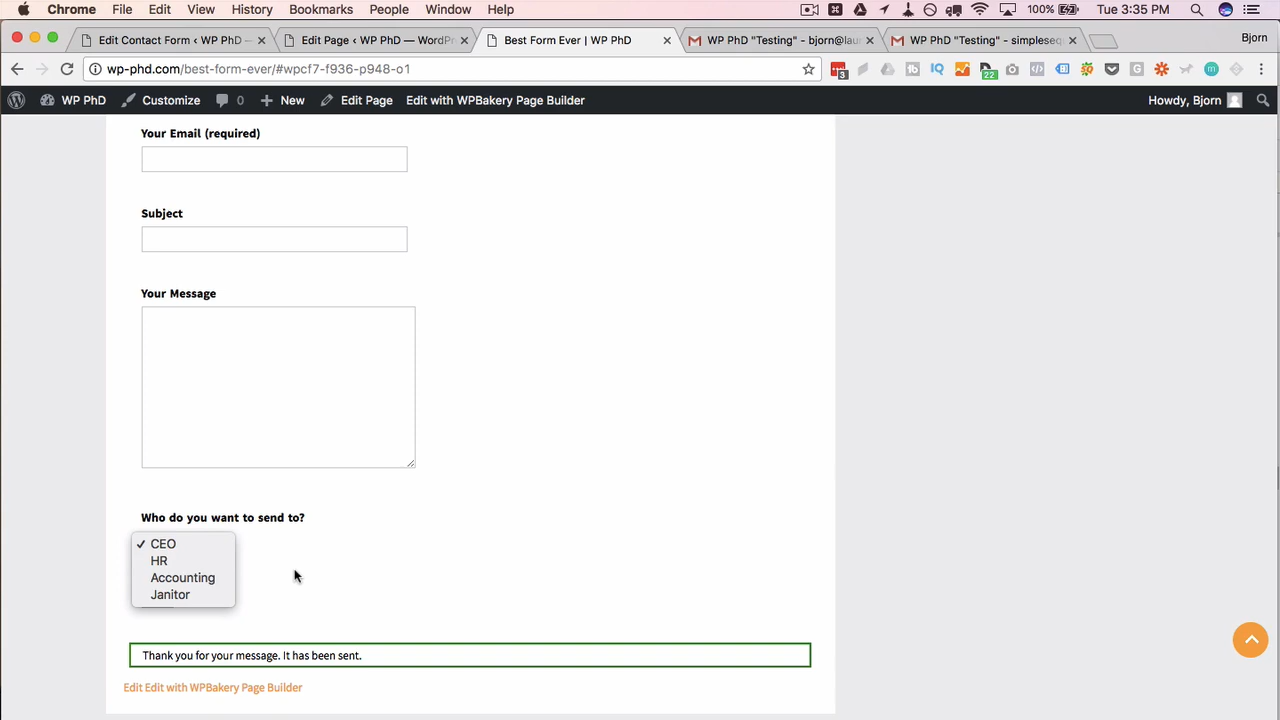 Chrome File Edit View History Bookmarks People Window Help 100% Tue 3:35 PM
Edit Contact Form ‹ WP PhD — Edit Page ‹ WP PhD — WordPr Best Form Ever | WP PhD WP PhD "Testing" - bjorn@lau WP PhD "Testing" - simpleseq Bjorn
wp-phd.com/best-form-ever/#wpcf7-f936-p948-o1 3 22
WP PhD Customize 0 New Edit Page Edit with WPBakery Page Builder Howdy, Bjorn
Your Email (required)
Subject
Your Message
Who do you want to send to?
✓ CEO
HR
Accounting
Janitor
Thank you for your message. It has been sent.
Edit Edit with WPBakery Page Builder